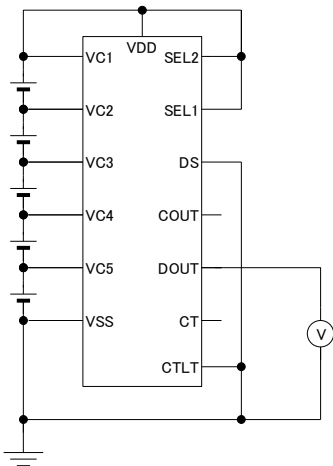 VDD
VC1
SEL2
VC2
SEL1
VC3
DS
VC4
COUT
VC5
DOUT
VSS
CT
V
CTLT